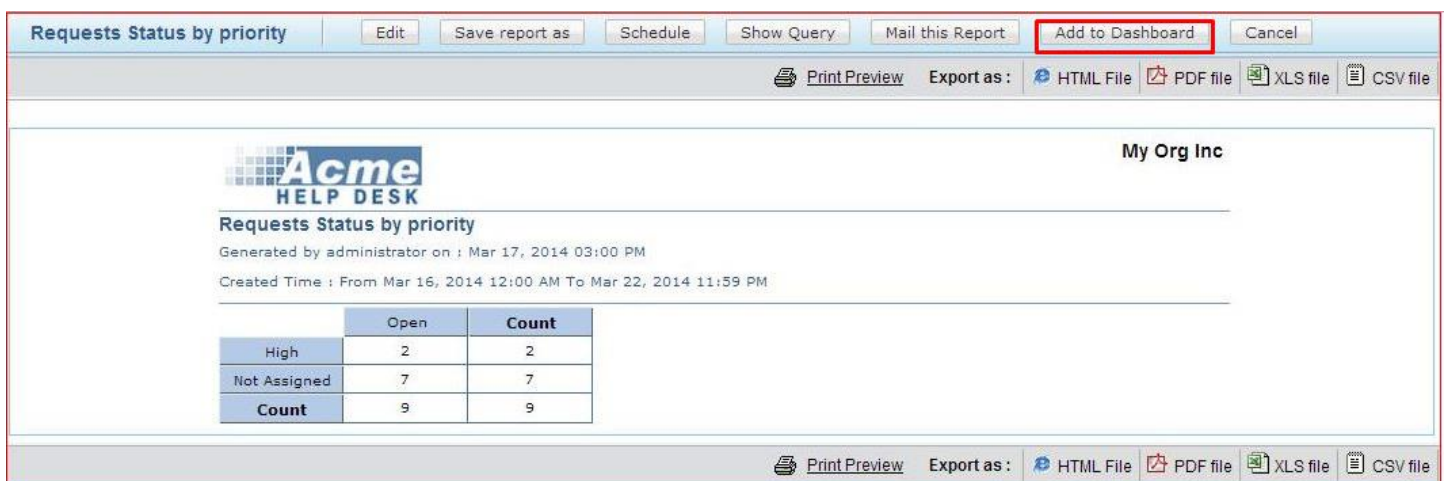 Requests Status by priority Edit Save report as Schedule Show Query Mail this Report Add to Dashboard Cancel
Print Preview Export as : HTML File PDF file XLS file CSV file
My Org Inc
Acme
HELP DESK
Requests Status by priority
Generated by administrator on : Mar 17, 2014 03:00 PM
Created Time : From Mar 16, 2014 12:00 AM To Mar 22, 2014 11:59 PM
Open Count
High 2 2
Not Assigned 7 7
Count 9 9
Print Preview Export as : HTML File PDF file XLS file CSV file